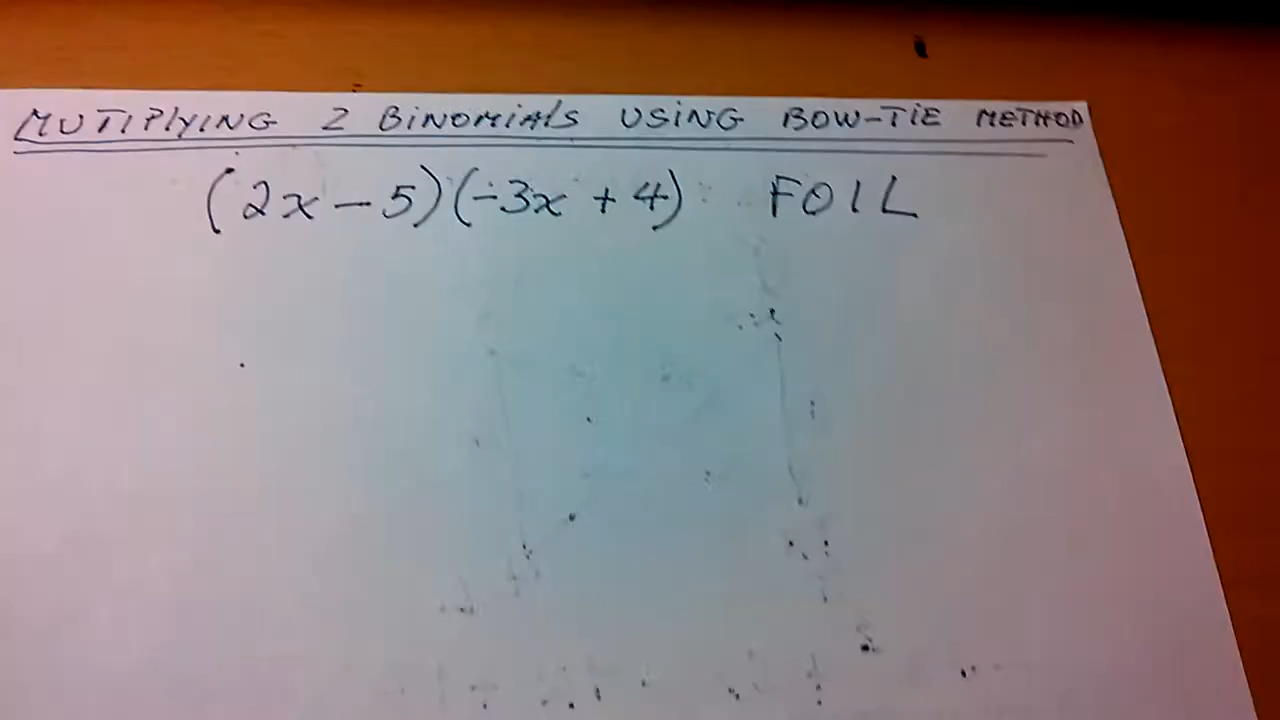 MUTIPLYING 2 BINOMIALS USING BOW-TIE METHOD
(2x - 5)(-3x + 4) FOIL